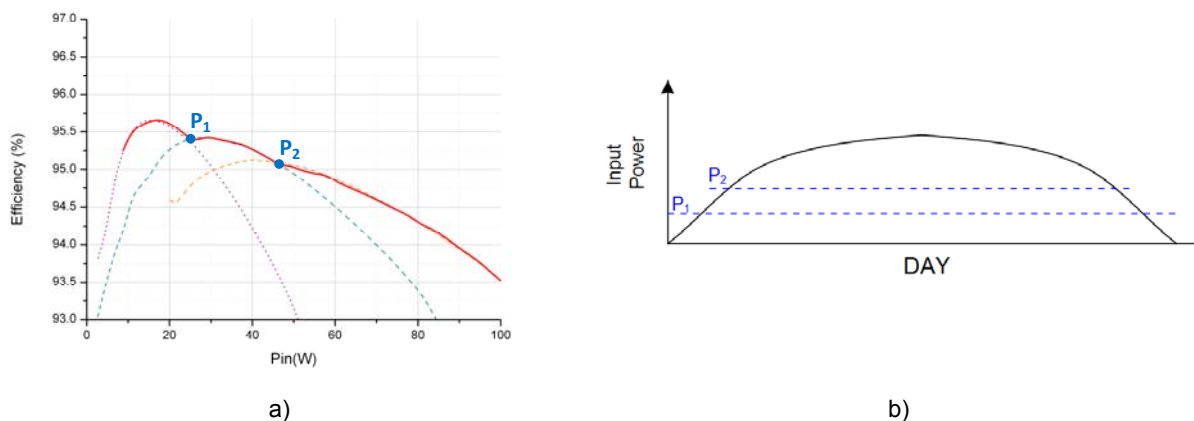 97.0
96.5
96.0
95.5
95.0
94.5
94.0
93.5
93.0
Efficiency (%)
P1
P2
0 20 40 60 80 100
Pin(W)
a)
Input
Power
P2
P1
DAY
b)